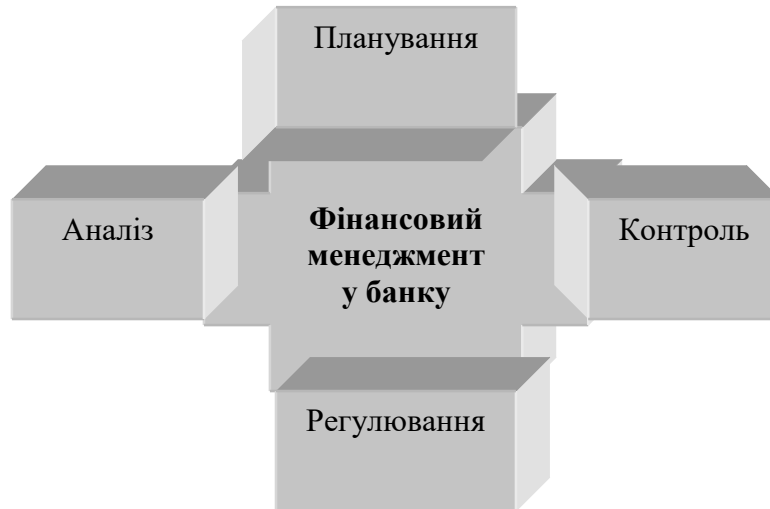 Планування
Аналіз
Фінансовий
менеджмент
у банку
Контроль
Регулювання